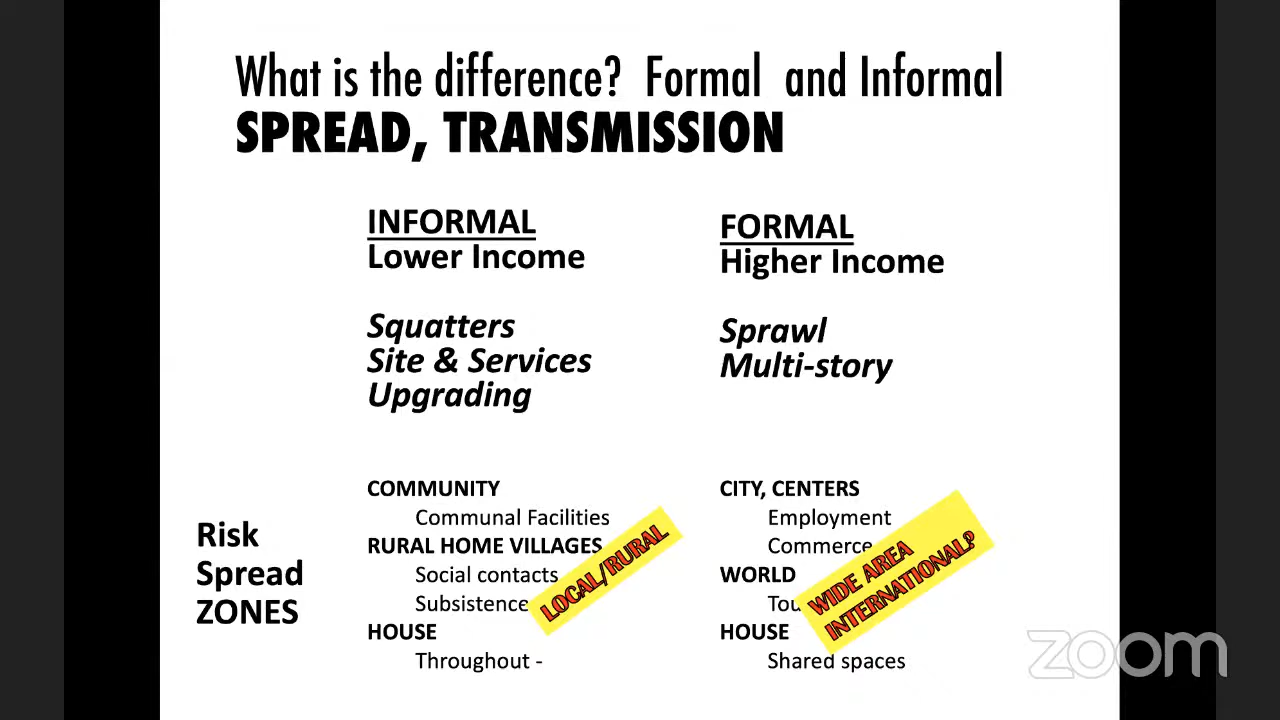 What is the difference? Formal and Informal
SPREAD, TRANSMISSION
INFORMAL
Lower Income
Squatters
Site & Services
Upgrading
FORMAL
Higher Income
Sprawl
Multi-story
Risk
Spread
ZONES
COMMUNITY
Communal Facilities
RURAL HOME VILLAGES
Social contacts
Subsistence
HOUSE
Throughout -
LOCAL/RURAL
CITY, CENTERS
Employment
Commerce
WORLD
HOUSE
Shared spaces
WIDE AREA
INTERNATIONAL?
zoom